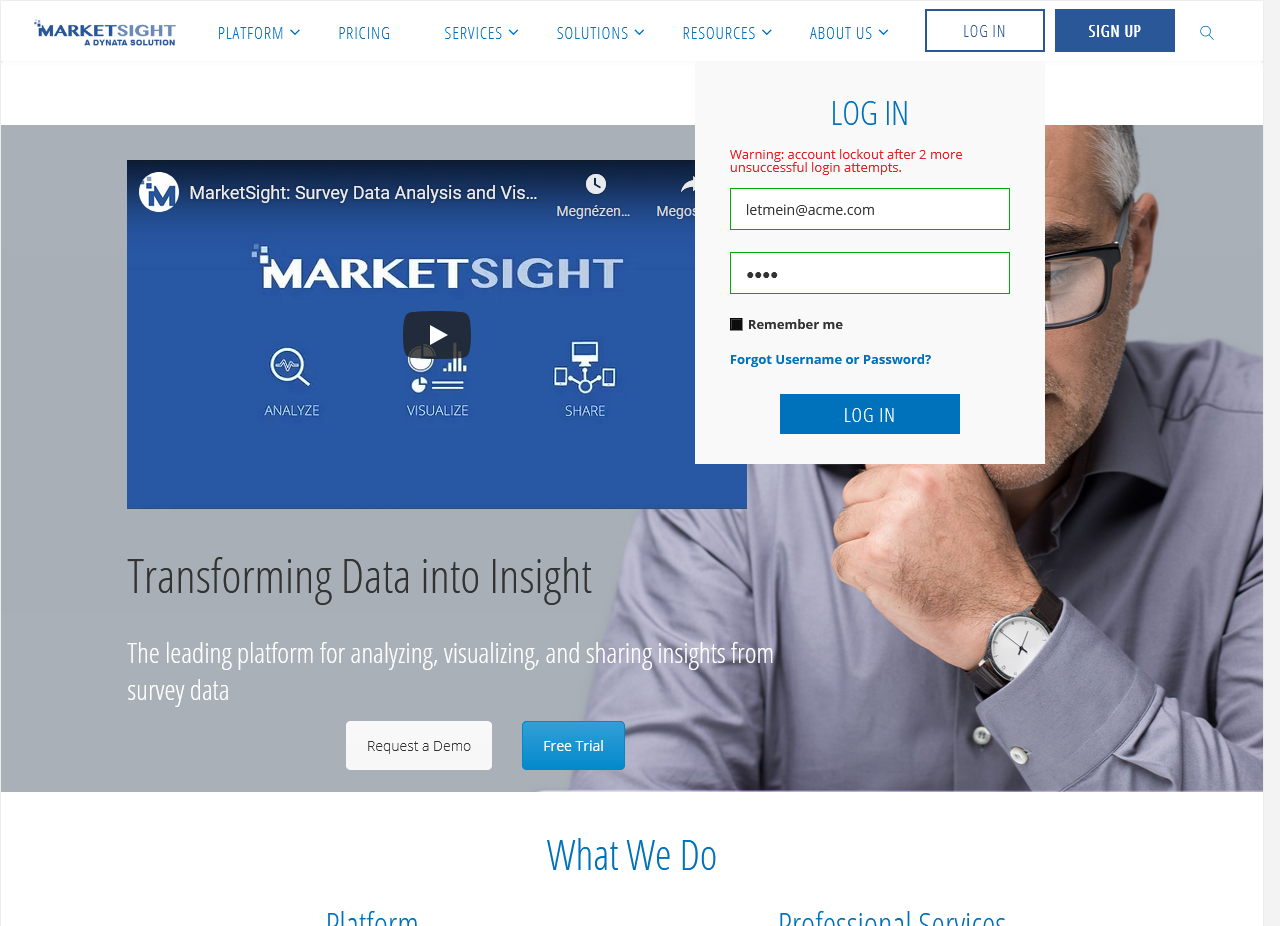 MARKETSIGHT
A DYNATA SOLUTION
PLATFORM
PRICING
SERVICES
SOLUTIONS
RESOURCES
ABOUT US
LOG IN
SIGN UP
LOG IN
Warning: account lockout after 2 more
unsuccessful login attempts.
letmein@acme.com
Remember me
Forgot Username or Password?
LOG IN
MarketSight: Survey Data Analysis and Vis...
Megnézen...
Megos
MARKETSIGHT
ANALYZE
VISUALIZE
SHARE
Transforming Data into Insight
The leading platform for analyzing, visualizing, and sharing insights from
survey data
Request a Demo
Free Trial
What We Do
Platform
Professional Services